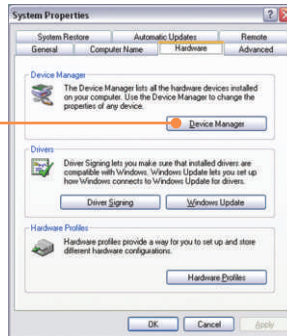 System Properties
System Restore Automatic Updates Remote
General Computer Name Hardware Advanced
Device Manager
The Device Manager lists all the hardware devices installed
on your computer. Use the Device Manager to change the
properties of any device.
Device Manager
Drivers
Driver Signing lets you make sure that installed drivers are
compatible with Windows. Windows Update lets you set up
how Windows connects to Windows Update for drivers.
Driver Signing Windows Update
Hardware Profiles
Hardware profiles provide a way for you to set up and store
different hardware configurations.
Hardware Profiles
OK Cancel Apply